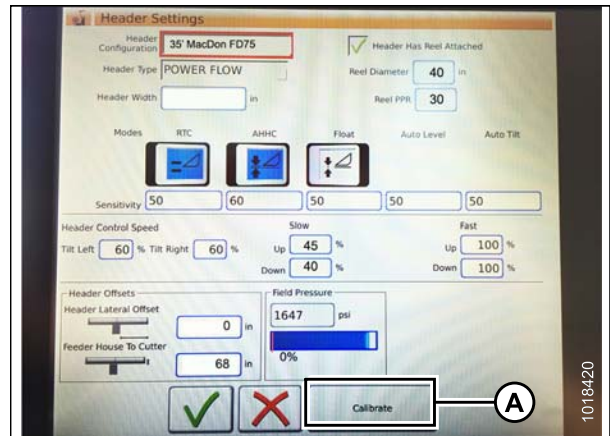 Header Settings
Header Configuration 35' MacDon FD75 Header Has Reel Attached
Header Type POWER FLOW Reel Diameter 40 in
Header Width in Reel PPR 30
Modes RTC AHHC Float Auto Level Auto Tilt
Sensitivity 50 60 50 50 50
Header Control Speed Slow Fast
Tilt Left 60 % Tilt Right 60 % Up 45 % Up 100 %
Down 40 % Down 100 %
Header Offsets Field Pressure
Header Lateral Offset 1647 psi
0 in
Feeder House To Cutter 0%
68 in
Calibrate A
1018420